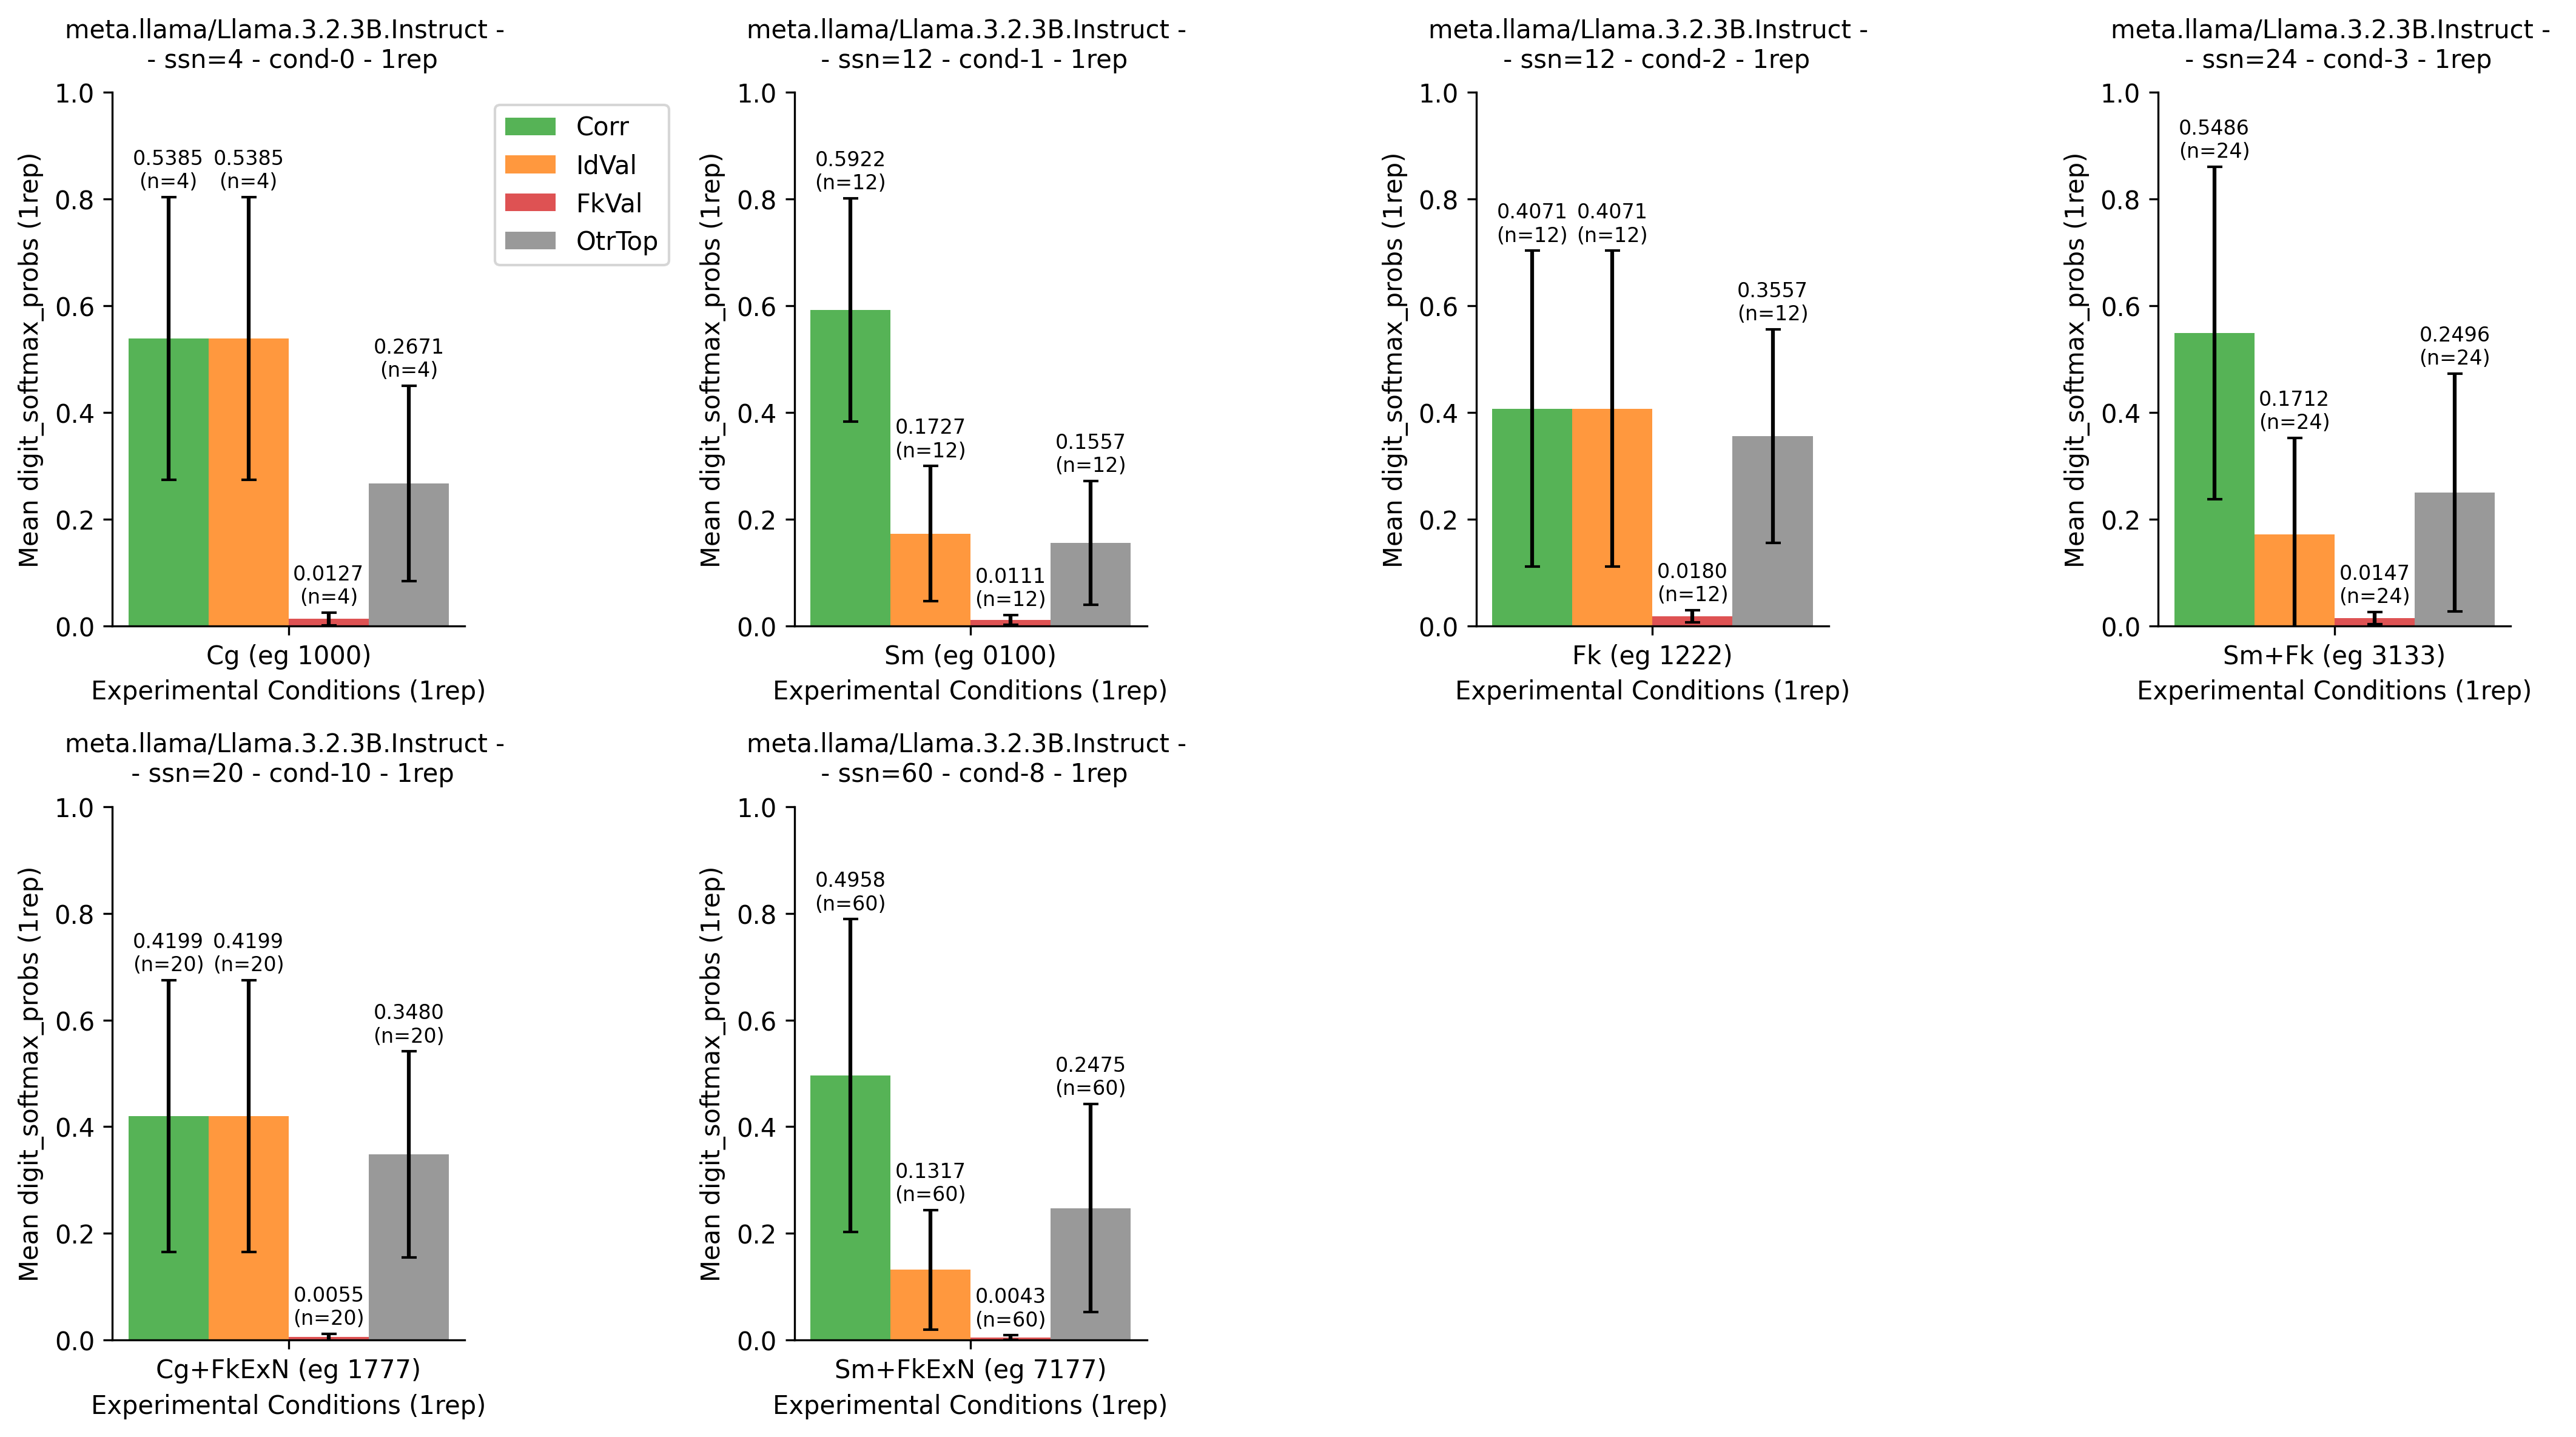 meta.llama/Llama.3.2.3B.Instruct -
- ssn=4 - cond-0 - 1rep
Mean digit_softmax_probs (1rep)
1.0
0.8
0.6
0.4
0.2
0.0
0.5385
(n=4)
0.5385
(n=4)
0.0127
(n=4)
0.2671
(n=4)
Corr
IdVal
FkVal
OtrTop
Cg (eg 1000)
Experimental Conditions (1rep)
meta.llama/Llama.3.2.3B.Instruct -
- ssn=12 - cond-1 - 1rep
Mean digit_softmax_probs (1rep)
1.0
0.8
0.6
0.4
0.2
0.0
0.5922
(n=12)
0.1727
(n=12)
0.0111
(n=12)
0.1557
(n=12)
Sm (eg 0100)
Experimental Conditions (1rep)
meta.llama/Llama.3.2.3B.Instruct -
- ssn=12 - cond-2 - 1rep
Mean digit_softmax_probs (1rep)
1.0
0.8
0.6
0.4
0.2
0.0
0.4071
(n=12)
0.4071
(n=12)
0.0180
(n=12)
0.3557
(n=12)
Fk (eg 1222)
Experimental Conditions (1rep)
meta.llama/Llama.3.2.3B.Instruct -
- ssn=24 - cond-3 - 1rep
Mean digit_softmax_probs (1rep)
1.0
0.8
0.6
0.4
0.2
0.0
0.5486
(n=24)
0.1712
(n=24)
0.0147
(n=24)
0.2496
(n=24)
Sm+Fk (eg 3133)
Experimental Conditions (1rep)
meta.llama/Llama.3.2.3B.Instruct -
- ssn=20 - cond-10 - 1rep
Mean digit_softmax_probs (1rep)
1.0
0.8
0.6
0.4
0.2
0.0
0.4199
(n=20)
0.4199
(n=20)
0.0055
(n=20)
0.3480
(n=20)
Cg+FkExN (eg 1777)
Experimental Conditions (1rep)
meta.llama/Llama.3.2.3B.Instruct -
- ssn=60 - cond-8 - 1rep
Mean digit_softmax_probs (1rep)
1.0
0.8
0.6
0.4
0.2
0.0
0.4958
(n=60)
0.1317
(n=60)
0.0043
(n=60)
0.2475
(n=60)
Sm+FkExN (eg 7177)
Experimental Conditions (1rep)